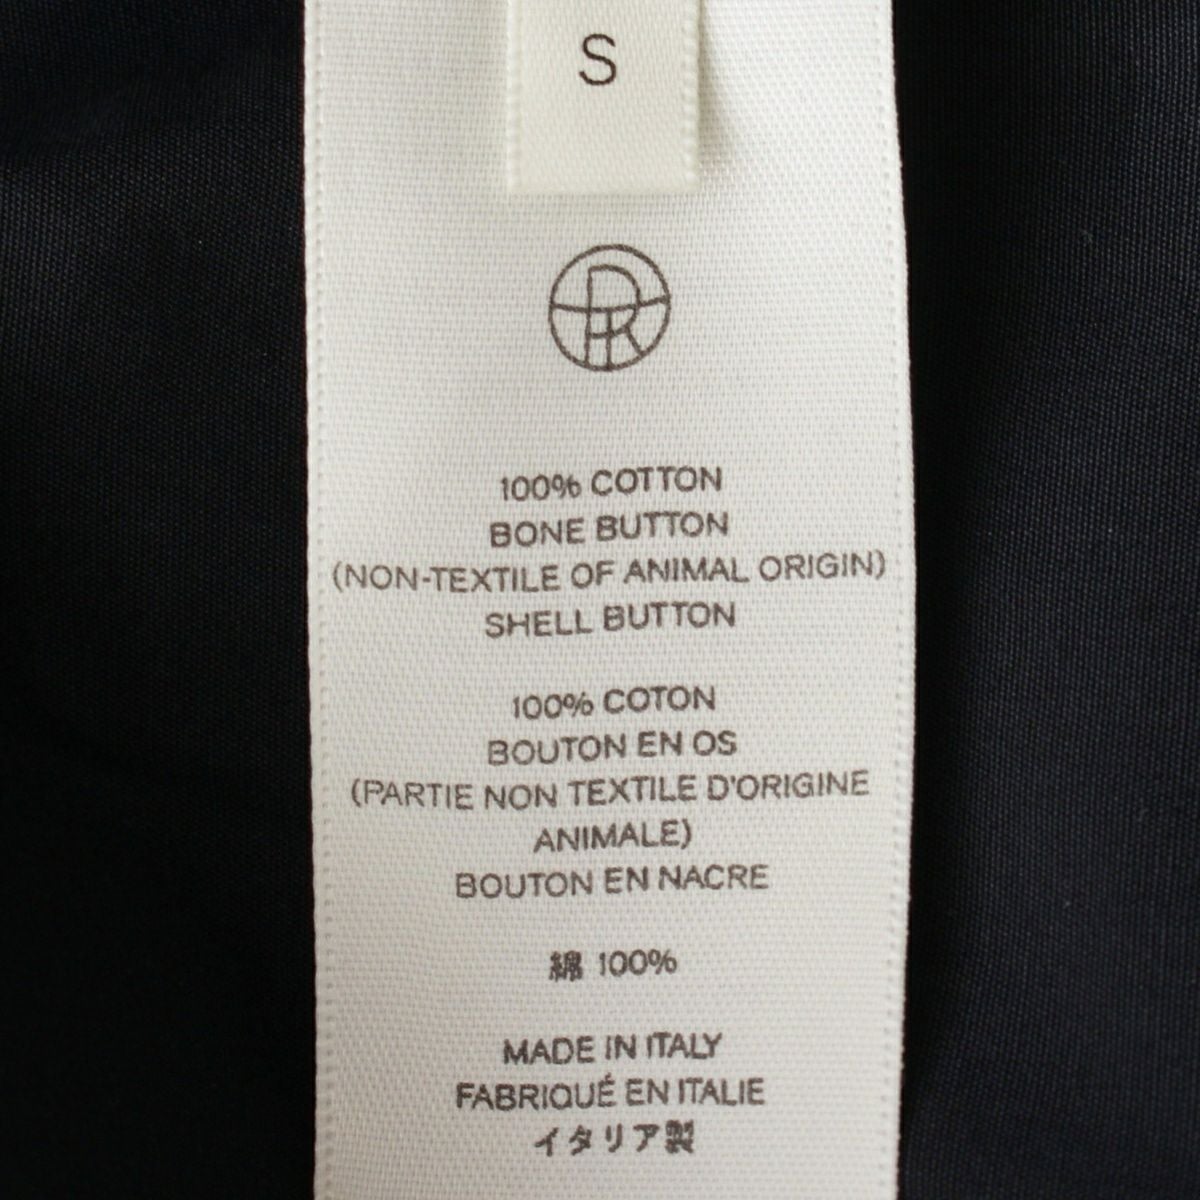 S
100% COTTON
BONE BUTTON
(NON-TEXTILE OF ANIMAL ORIGIN)
SHELL BUTTON
100% COTON
BOUTON EN OS
(PARTIE NON TEXTILE D'ORIGINE
ANIMALE)
BOUTON EN NACRE
綿 100%
MADE IN ITALY
FABRIQUÉ EN ITALIE
イタリア製